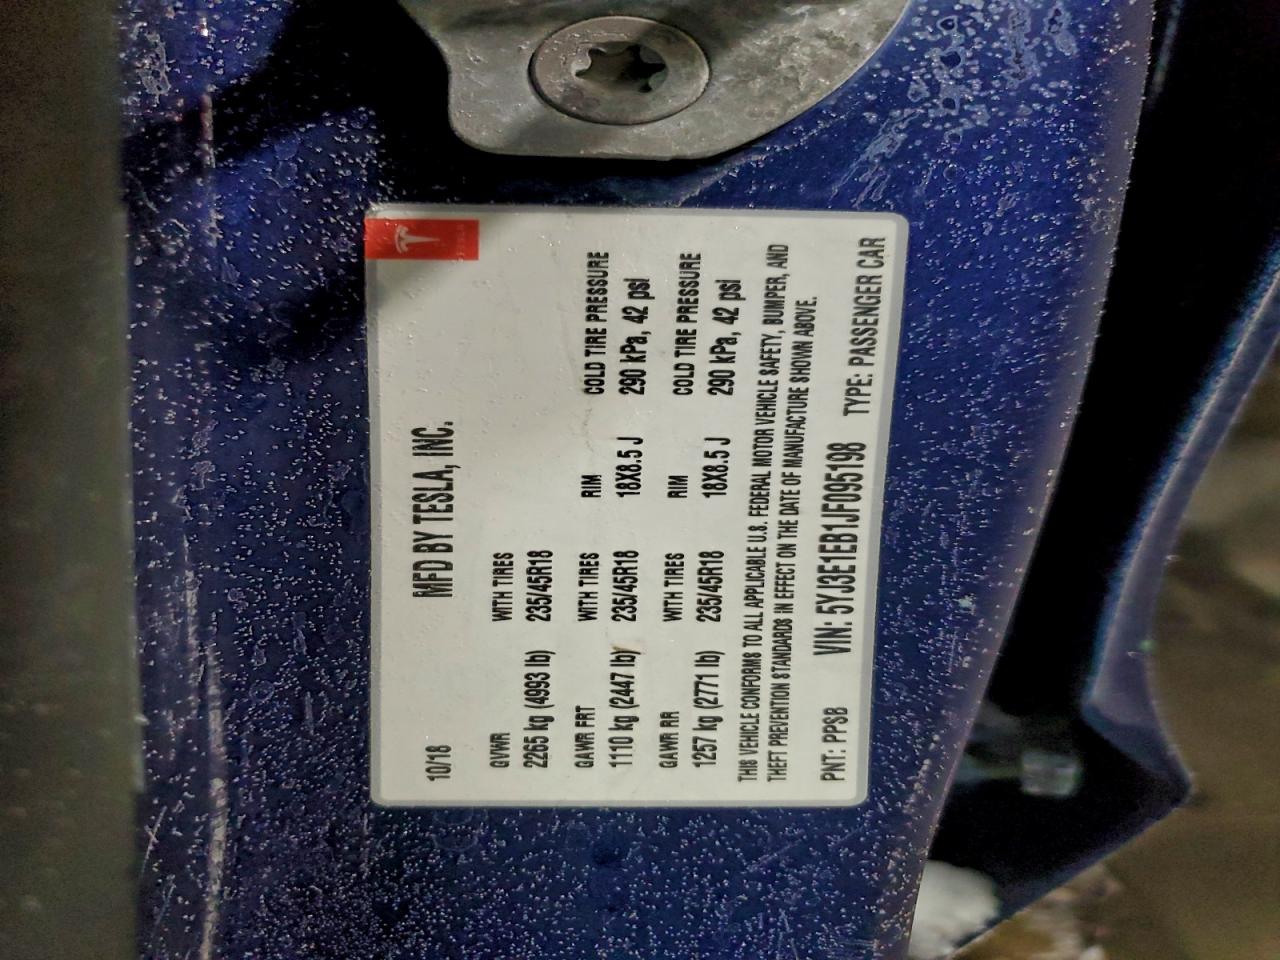 10/18 MFD BY TESLA, INC.
GVWR WITH TIRES
2265 kg (4993 lb) 235/45R18
GAWR FRT WITH TIRES RIM COLD TIRE PRESSURE
1110 kg (2447 lb) 235/45R18 18X8.5 J 290 kPa, 42 psi
GAWR RR WITH TIRES RIM COLD TIRE PRESSURE
1257 kg (2771 lb) 235/45R18 18X8.5 J 290 kPa, 42 psi
THIS VEHICLE CONFORMS TO ALL APPLICABLE U.S. FEDERAL MOTOR VEHICLE SAFETY, BUMPER, AND
THEFT PREVENTION STANDARDS IN EFFECT ON THE DATE OF MANUFACTURE SHOWN ABOVE.
PNT: PPSB VIN: 5YJ3E1EB1JF095198 TYPE: PASSENGER CAR